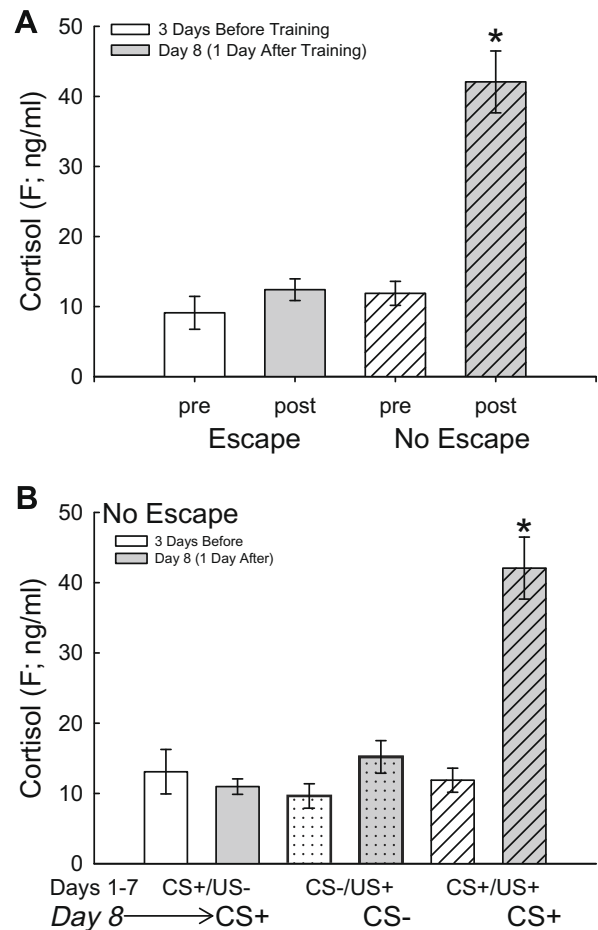 A
50
3 Days Before Training
Day 8 (1 Day After Training)
*
40
30
20
10
0
Cortisol (F; ng/ml)
pre post pre post
Escape No Escape
B
No Escape
50
3 Days Before
Day 8 (1 Day After)
*
40
30
20
10
0
Cortisol (F; ng/ml)
Days 1-7 CS+/US- CS-/US+ CS+/US+
Day 8 CS+ CS- CS+